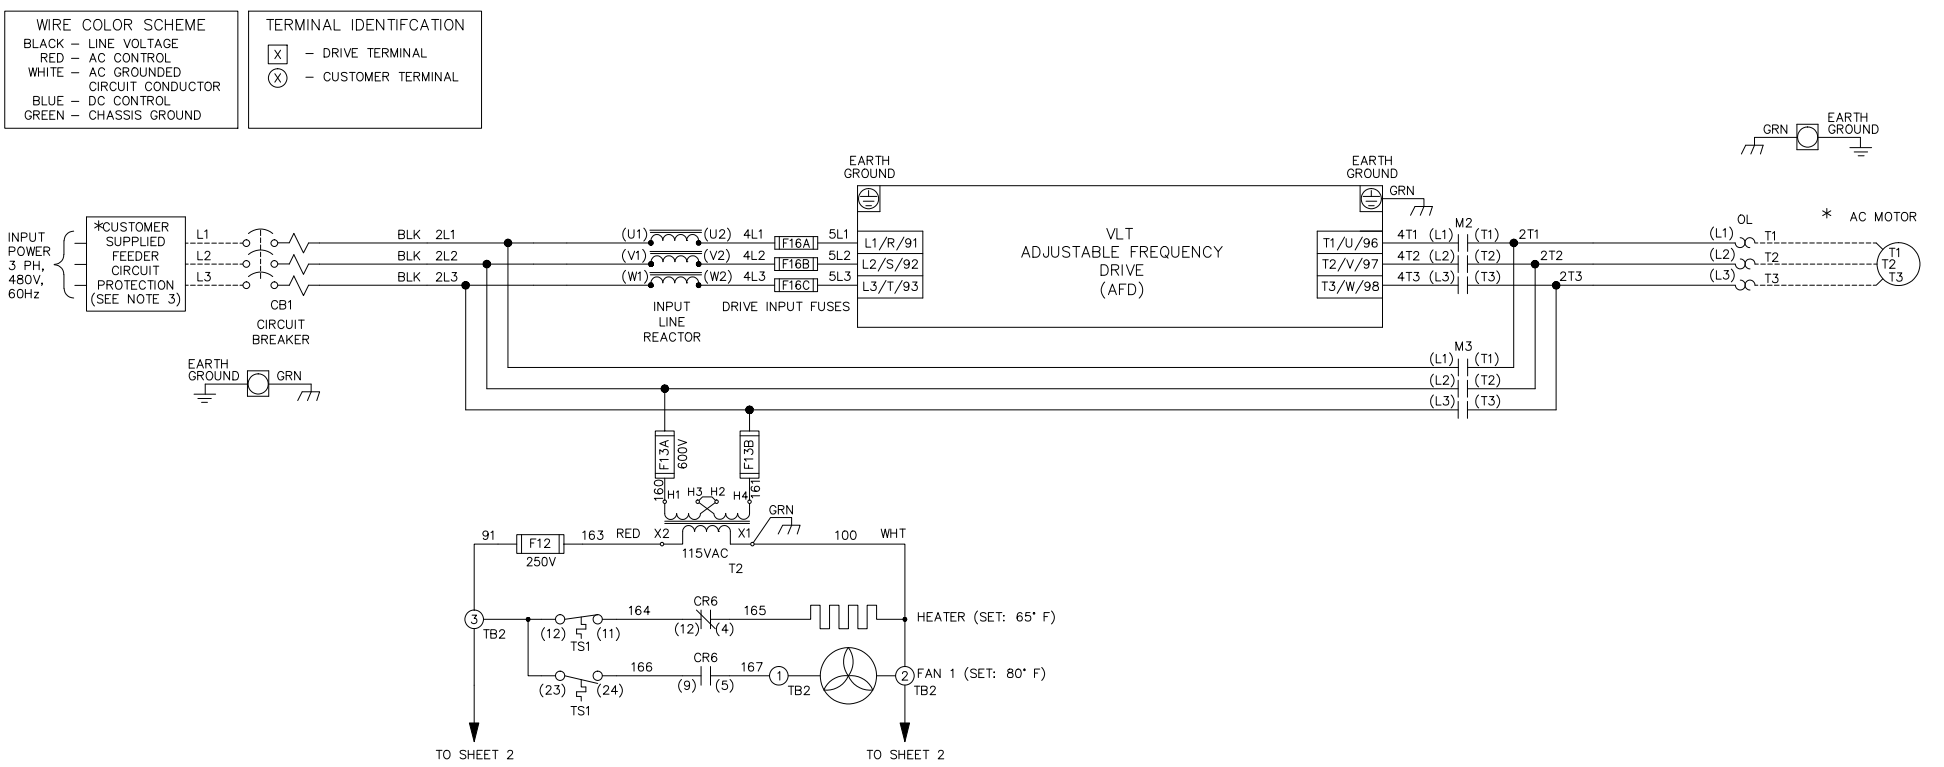 WIRE COLOR SCHEME
BLACK – LINE VOLTAGE
RED – AC CONTROL
WHITE – AC GROUNDED
CIRCUIT CONDUCTOR
BLUE – DC CONTROL
GREEN – CHASSIS GROUND
TERMINAL IDENTIFCATION
X – DRIVE TERMINAL
X – CUSTOMER TERMINAL
INPUT
POWER
3 PH,
480V,
60Hz
*CUSTOMER
SUPPLIED
FEEDER
CIRCUIT
PROTECTION
(SEE NOTE 3)
L1
L2
L3
CB1
CIRCUIT
BREAKER
EARTH
GROUND
GRN
BLK 2L1
BLK 2L2
BLK 2L3
(U1) (U2) 4L1 F16A 5L1
(V1) (V2) 4L2 F16B 5L2
(W1) (W2) 4L3 F16C 5L3
INPUT
LINE
REACTOR
DRIVE INPUT FUSES
EARTH
GROUND
L1/R/91
L2/S/92
L3/T/93
VLT
ADJUSTABLE FREQUENCY
DRIVE
(AFD)
EARTH
GROUND
GRN
T1/U/96
T2/V/97
T3/W/98
M2
4T1 (L1) (T1) 2T1
4T2 (L2) (T2) 2T2
4T3 (L3) (T3) 2T3
M3
(L1) (T1)
(L2) (T2)
(L3) (T3)
GRN
EARTH
GROUND
OL
* AC MOTOR
(L1) T1
(L2) T2
(L3) T3
T1
T2
T3
F13A
600V
F13B
160
161
H1 H3 H2 H4
GRN
91 F12 163 RED X2 X1 100 WHT
250V
115VAC
T2
3
TB2
(12) (11)
TS1
164
CR6
(12) (4)
165
HEATER (SET: 65° F)
(23) (24)
TS1
166
CR6
(9) (5)
167
1
TB2
2
TB2
FAN 1 (SET: 80° F)
TO SHEET 2
TO SHEET 2